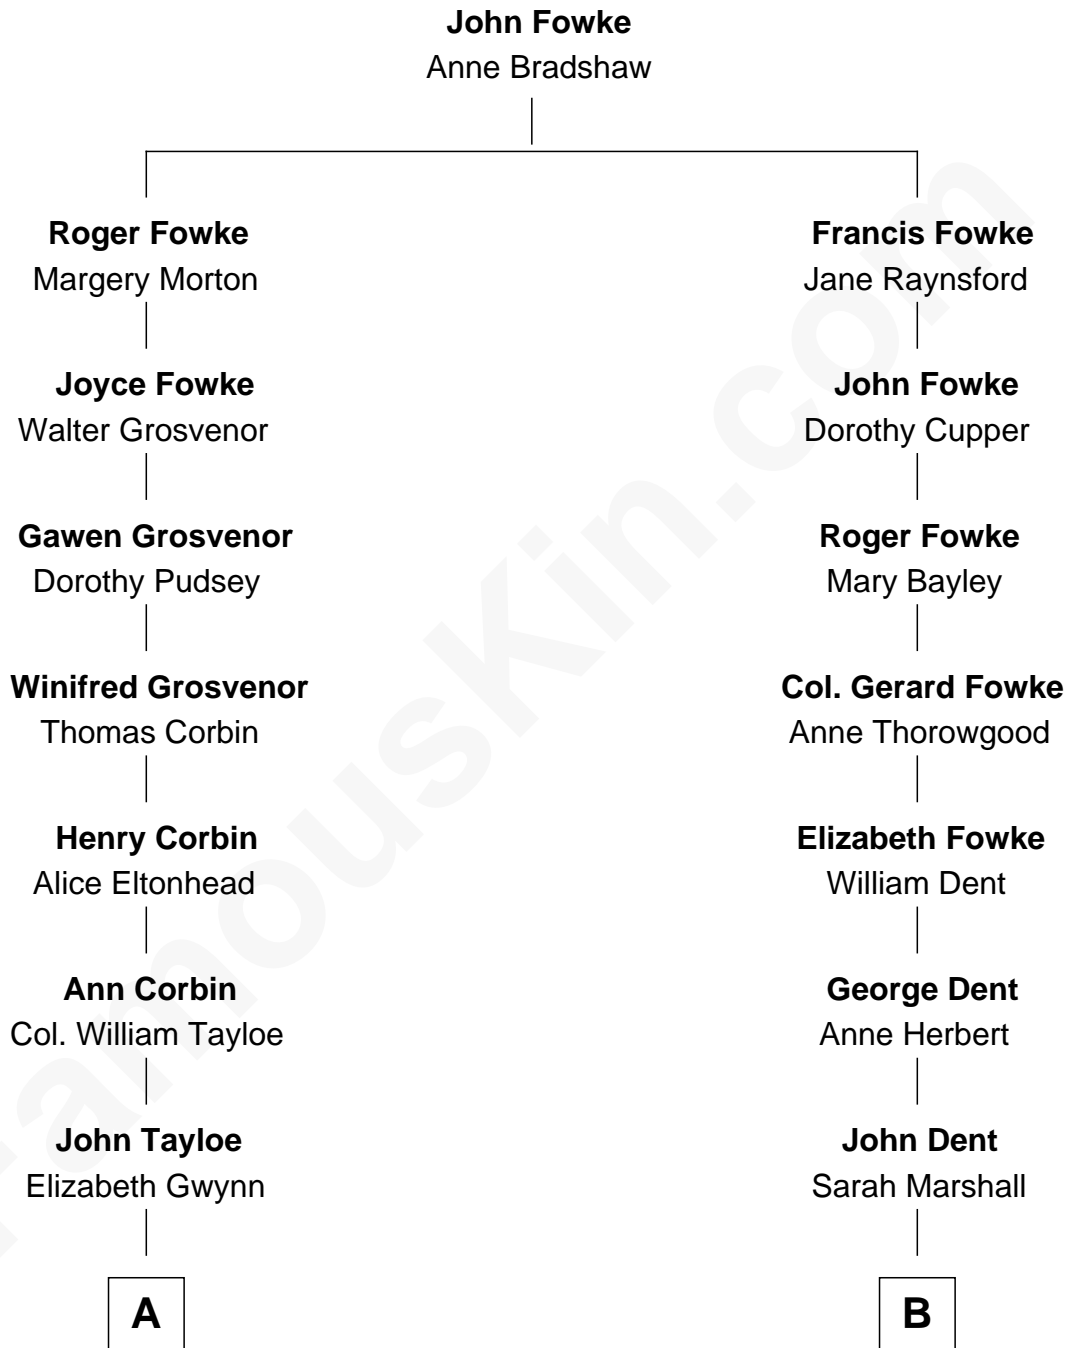 John Fowke
Anne Bradshaw
Roger Fowke
Margery Morton
Joyce Fowke
Walter Grosvenor
Gawen Grosvenor
Dorothy Pudsey
Winifred Grosvenor
Thomas Corbin
Henry Corbin
Alice Eltonhead
Ann Corbin
Col. William Tayloe
John Tayloe
Elizabeth Gwynn
A
Francis Fowke
Jane Raynsford
John Fowke
Dorothy Cupper
Roger Fowke
Mary Bayley
Col. Gerard Fowke
Anne Thorowgood
Elizabeth Fowke
William Dent
George Dent
Anne Herbert
John Dent
Sarah Marshall
B
FamousKin.com